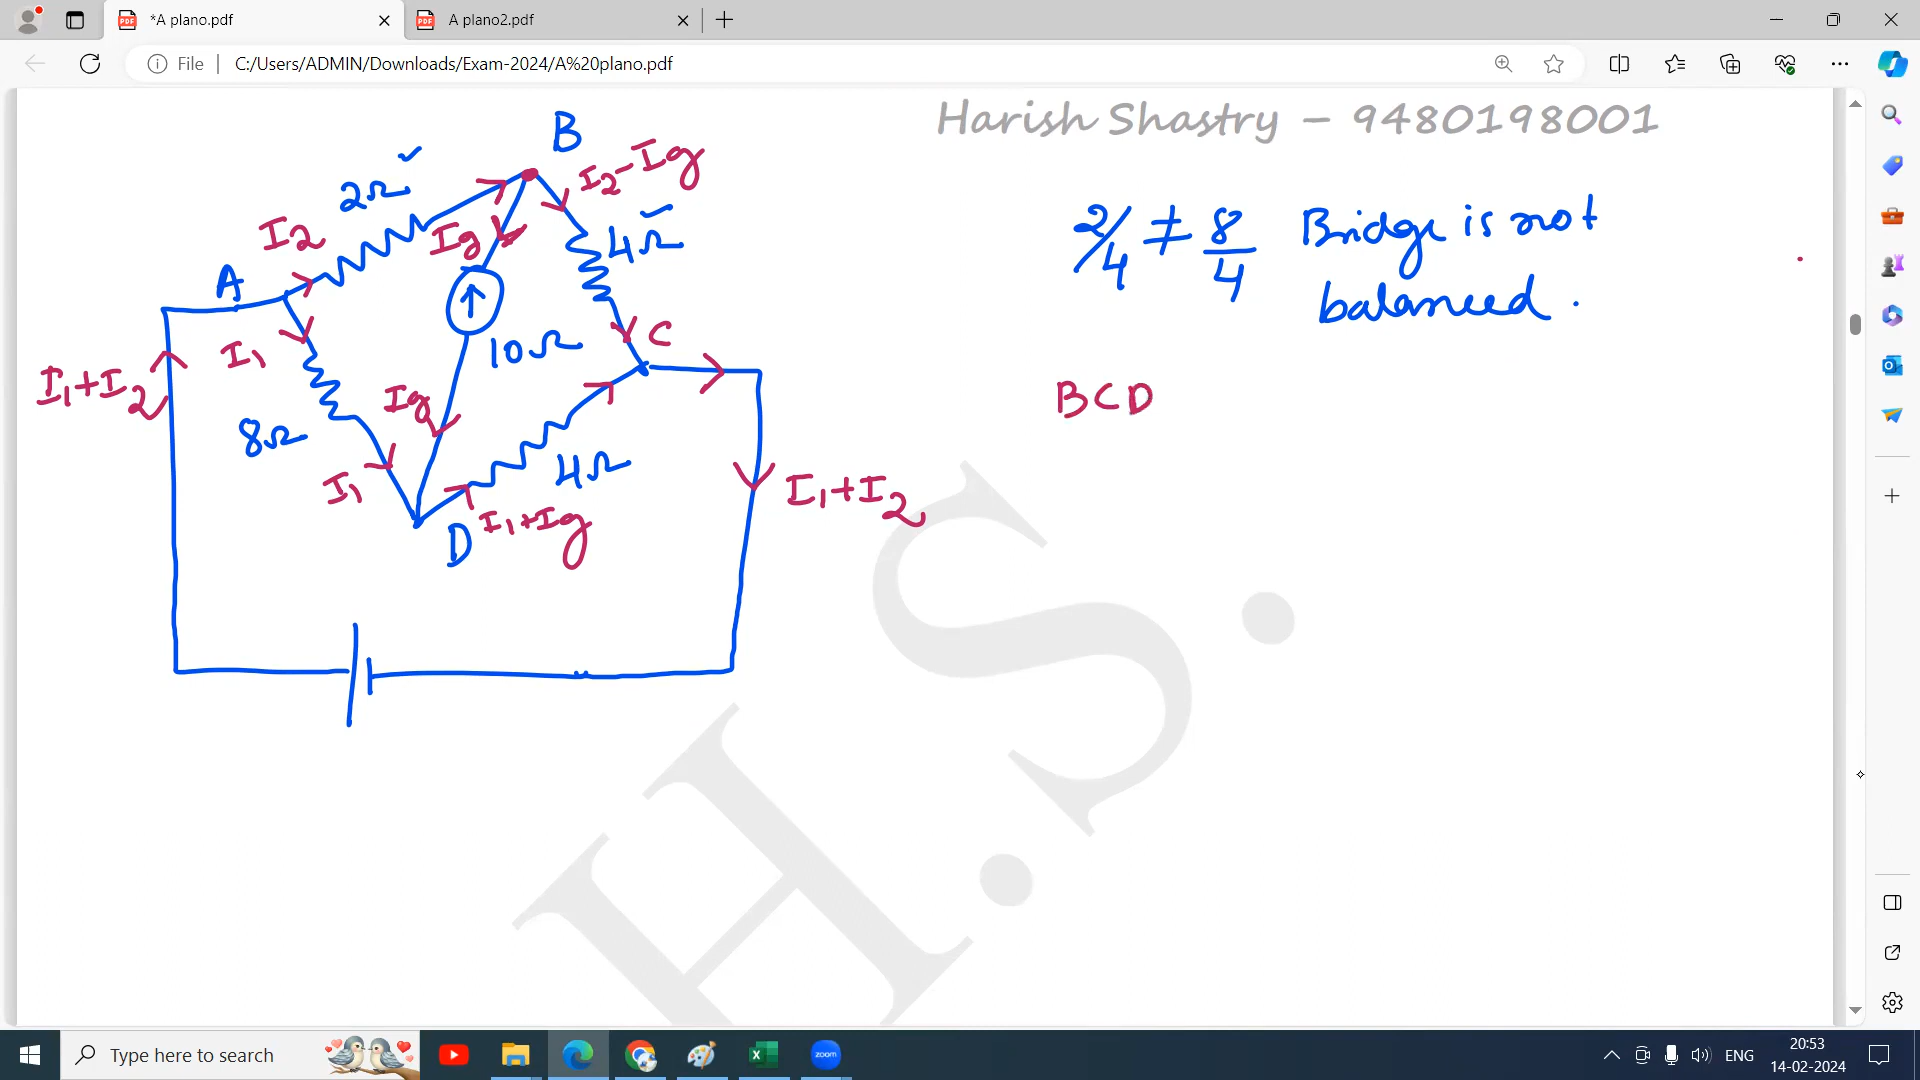 *A plano.pdf
A plano2.pdf
File
C:/Users/ADMIN/Downloads/Exam-2024/A%20plano.pdf
Harish Shastry – 9480198001
B
I2-Ig
2Ω
I2
Ig
4Ω
2/4 ≠ 8/4 Bridge is not
balanced.
A
I1
10Ω
C
I1+I2
Ig
BCD
8Ω
4Ω
I1
I1+I2
D
I1+Ig
H.S.
Type here to search
zoom
ENG
20:53
14-02-2024